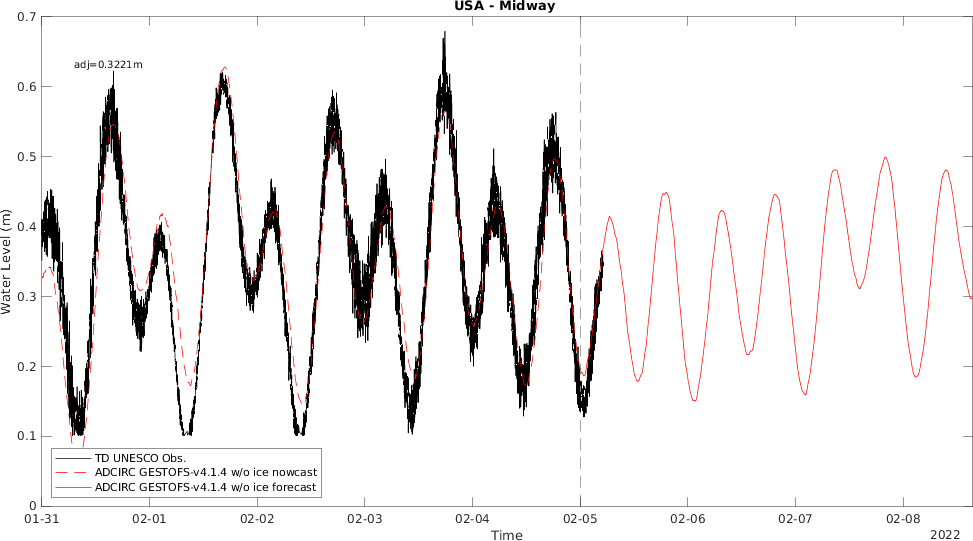 USA - Midway
adj=0.3221m
0.7
0.6
0.5
0.4
0.3
0.2
0.1
0
Water Level (m)
TD UNESCO Obs.
ADCIRC GESTOFS-v4.1.4 w/o ice nowcast
ADCIRC GESTOFS-v4.1.4 w/o ice forecast
01-31 02-01 02-02 02-03 02-04 02-05 02-06 02-07 02-08
Time
2022